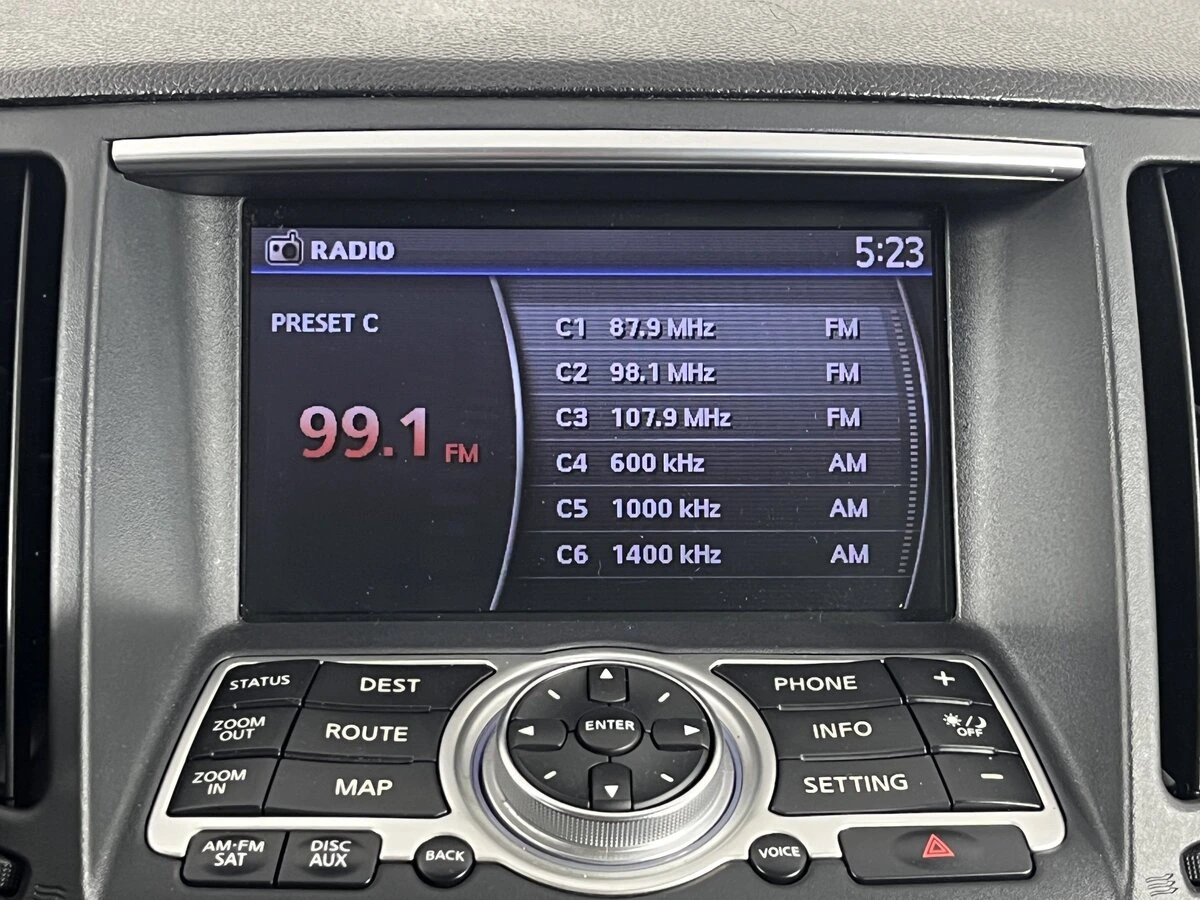 RADIO 5:23
PRESET C
99.1 FM
C1 87.9 MHz FM
C2 98.1 MHz FM
C3 107.9 MHz FM
C4 600 kHz AM
C5 1000 kHz AM
C6 1400 kHz AM
STATUS DEST
ZOOM OUT ROUTE
ZOOM IN MAP
ENTER
PHONE +
INFO OFF
SETTING -
AM·FM SAT
DISC AUX
BACK
VOICE